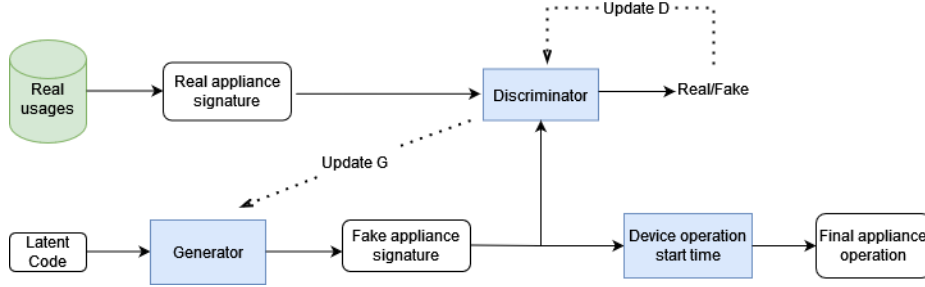 Update D
Real
usages
Real appliance
signature
Discriminator
Real/Fake
Update G
Latent
Code
Generator
Fake appliance
signature
Device operation
start time
Final appliance
operation